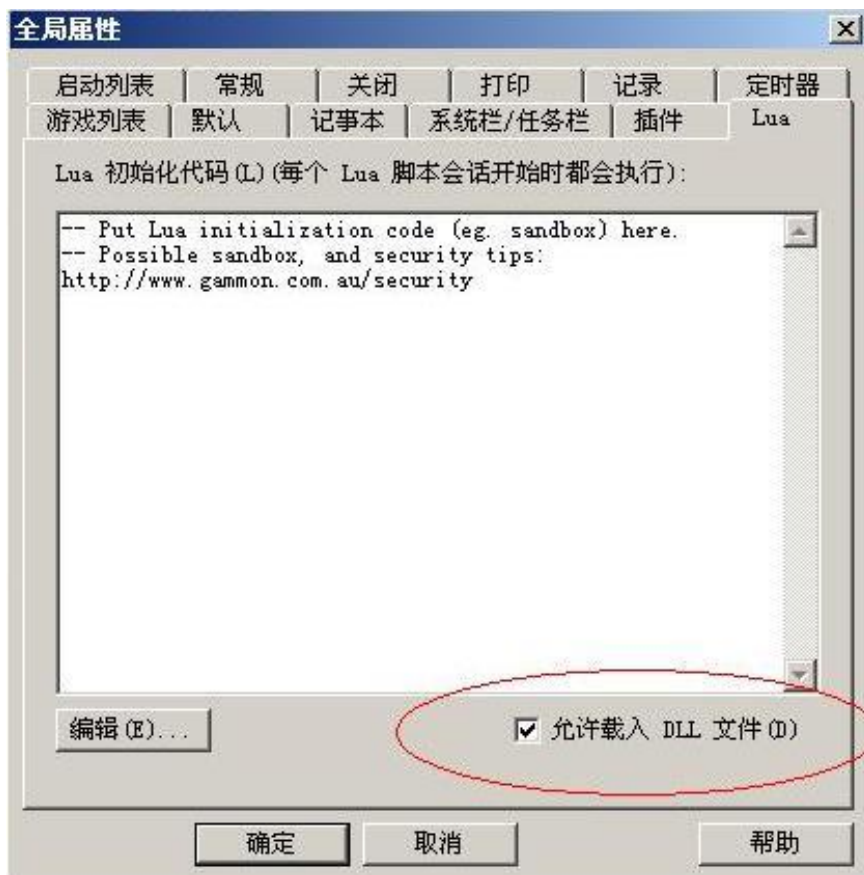 全局属性
启动列表 常规 关闭 打印 记录 定时器
游戏列表 默认 记事本 系统栏/任务栏 插件 Lua
Lua 初始化代码(L)(每个 Lua 脚本会话开始时都会执行):
-- Put Lua initialization code (eg. sandbox) here.
-- Possible sandbox, and security tips:
http://www.gammon.com.au/security
编辑(E)... 允许载入 DLL 文件(D)
确定 取消 帮助